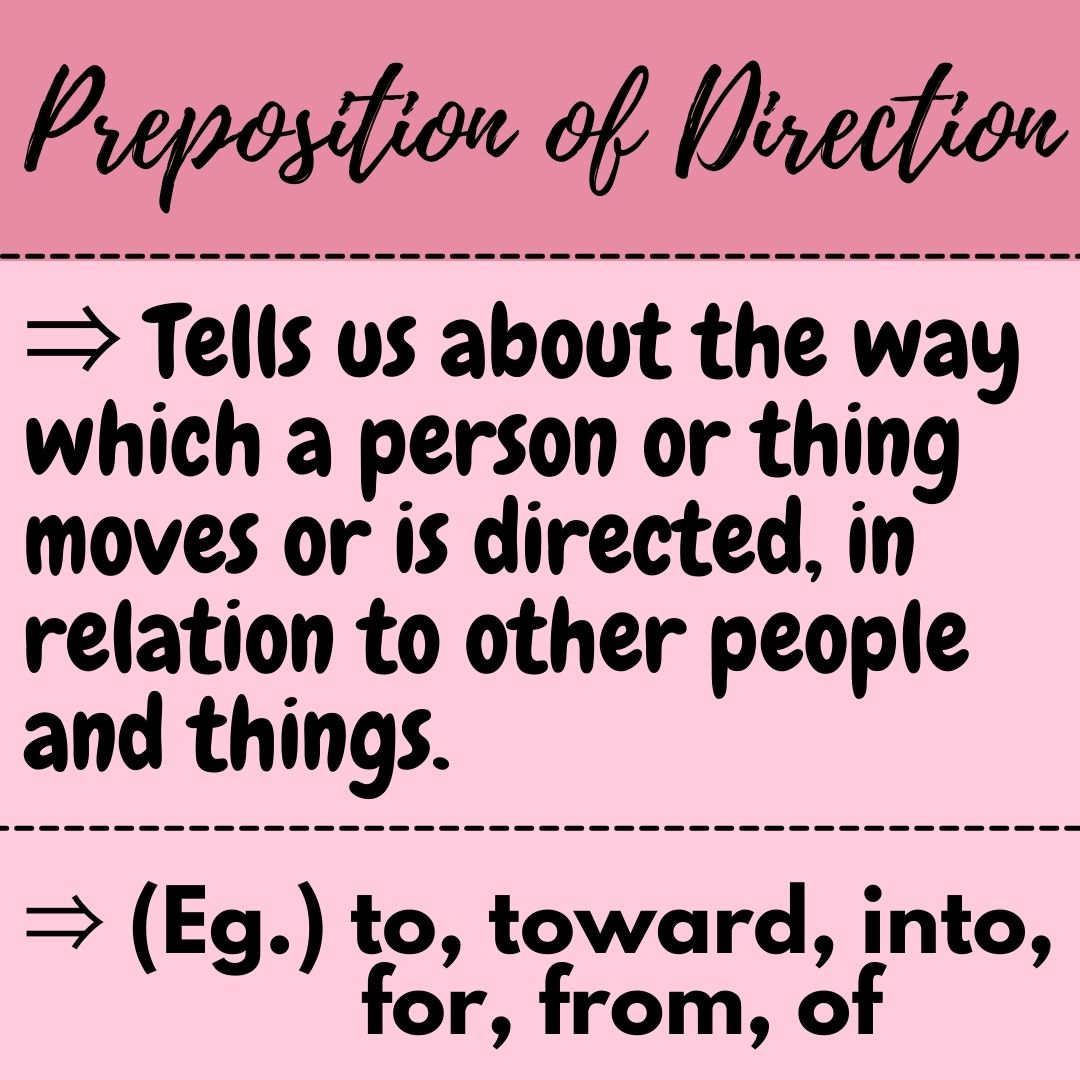 Preposition of Direction
⇒ Tells us about the way
which a person or thing
moves or is directed, in
relation to other people
and things.
⇒ (Eg.) to, toward, into,
for, from, of